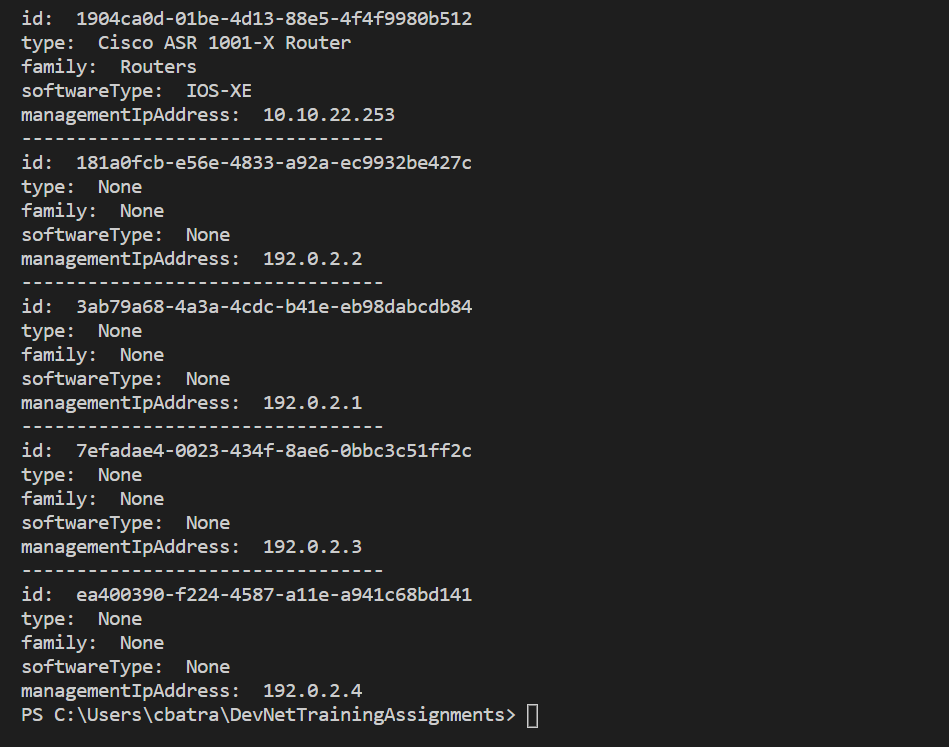 id:  1904ca0d-01be-4d13-88e5-4f4f9980b512
type:  Cisco ASR 1001-X Router
family:  Routers
softwareType:  IOS-XE
managementIpAddress:  10.10.22.253
---------------------------------
id:  181a0fcb-e56e-4833-a92a-ec9932be427c
type:  None
family:  None
softwareType:  None
managementIpAddress:  192.0.2.2
---------------------------------
id:  3ab79a68-4a3a-4cdc-b41e-eb98dabcdb84
type:  None
family:  None
softwareType:  None
managementIpAddress:  192.0.2.1
---------------------------------
id:  7efadae4-0023-434f-8ae6-0bbc3c51ff2c
type:  None
family:  None
softwareType:  None
managementIpAddress:  192.0.2.3
---------------------------------
id:  ea400390-f224-4587-a11e-a941c68bd141
type:  None
family:  None
softwareType:  None
managementIpAddress:  192.0.2.4
PS C:\Users\cbatra\DevNetTrainingAssignments>